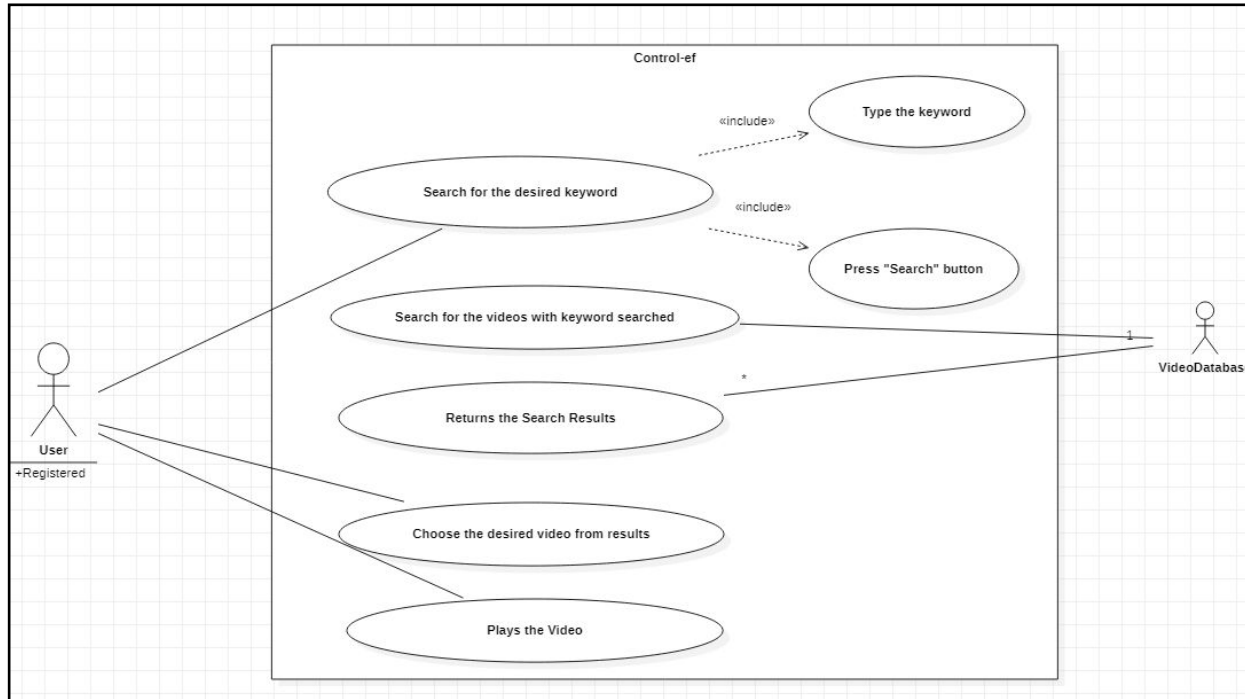 Control-ef
«include»
Type the keyword
Search for the desired keyword
«include»
Press "Search" button
Search for the videos with keyword searched
1
VideoDatabase
*
Returns the Search Results
User
+Registered
Choose the desired video from results
Plays the Video